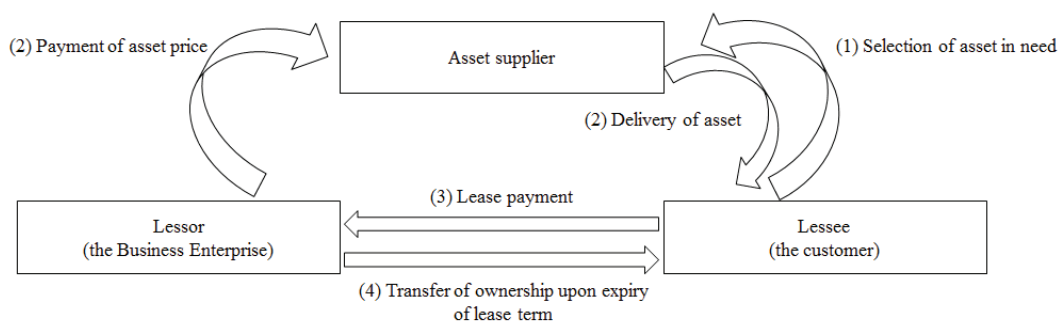 (2) Payment of asset price
Asset supplier
(1) Selection of asset in need
(2) Delivery of asset
(3) Lease payment
Lessor
(the Business Enterprise)
Lessee
(the customer)
(4) Transfer of ownership upon expiry
of lease term